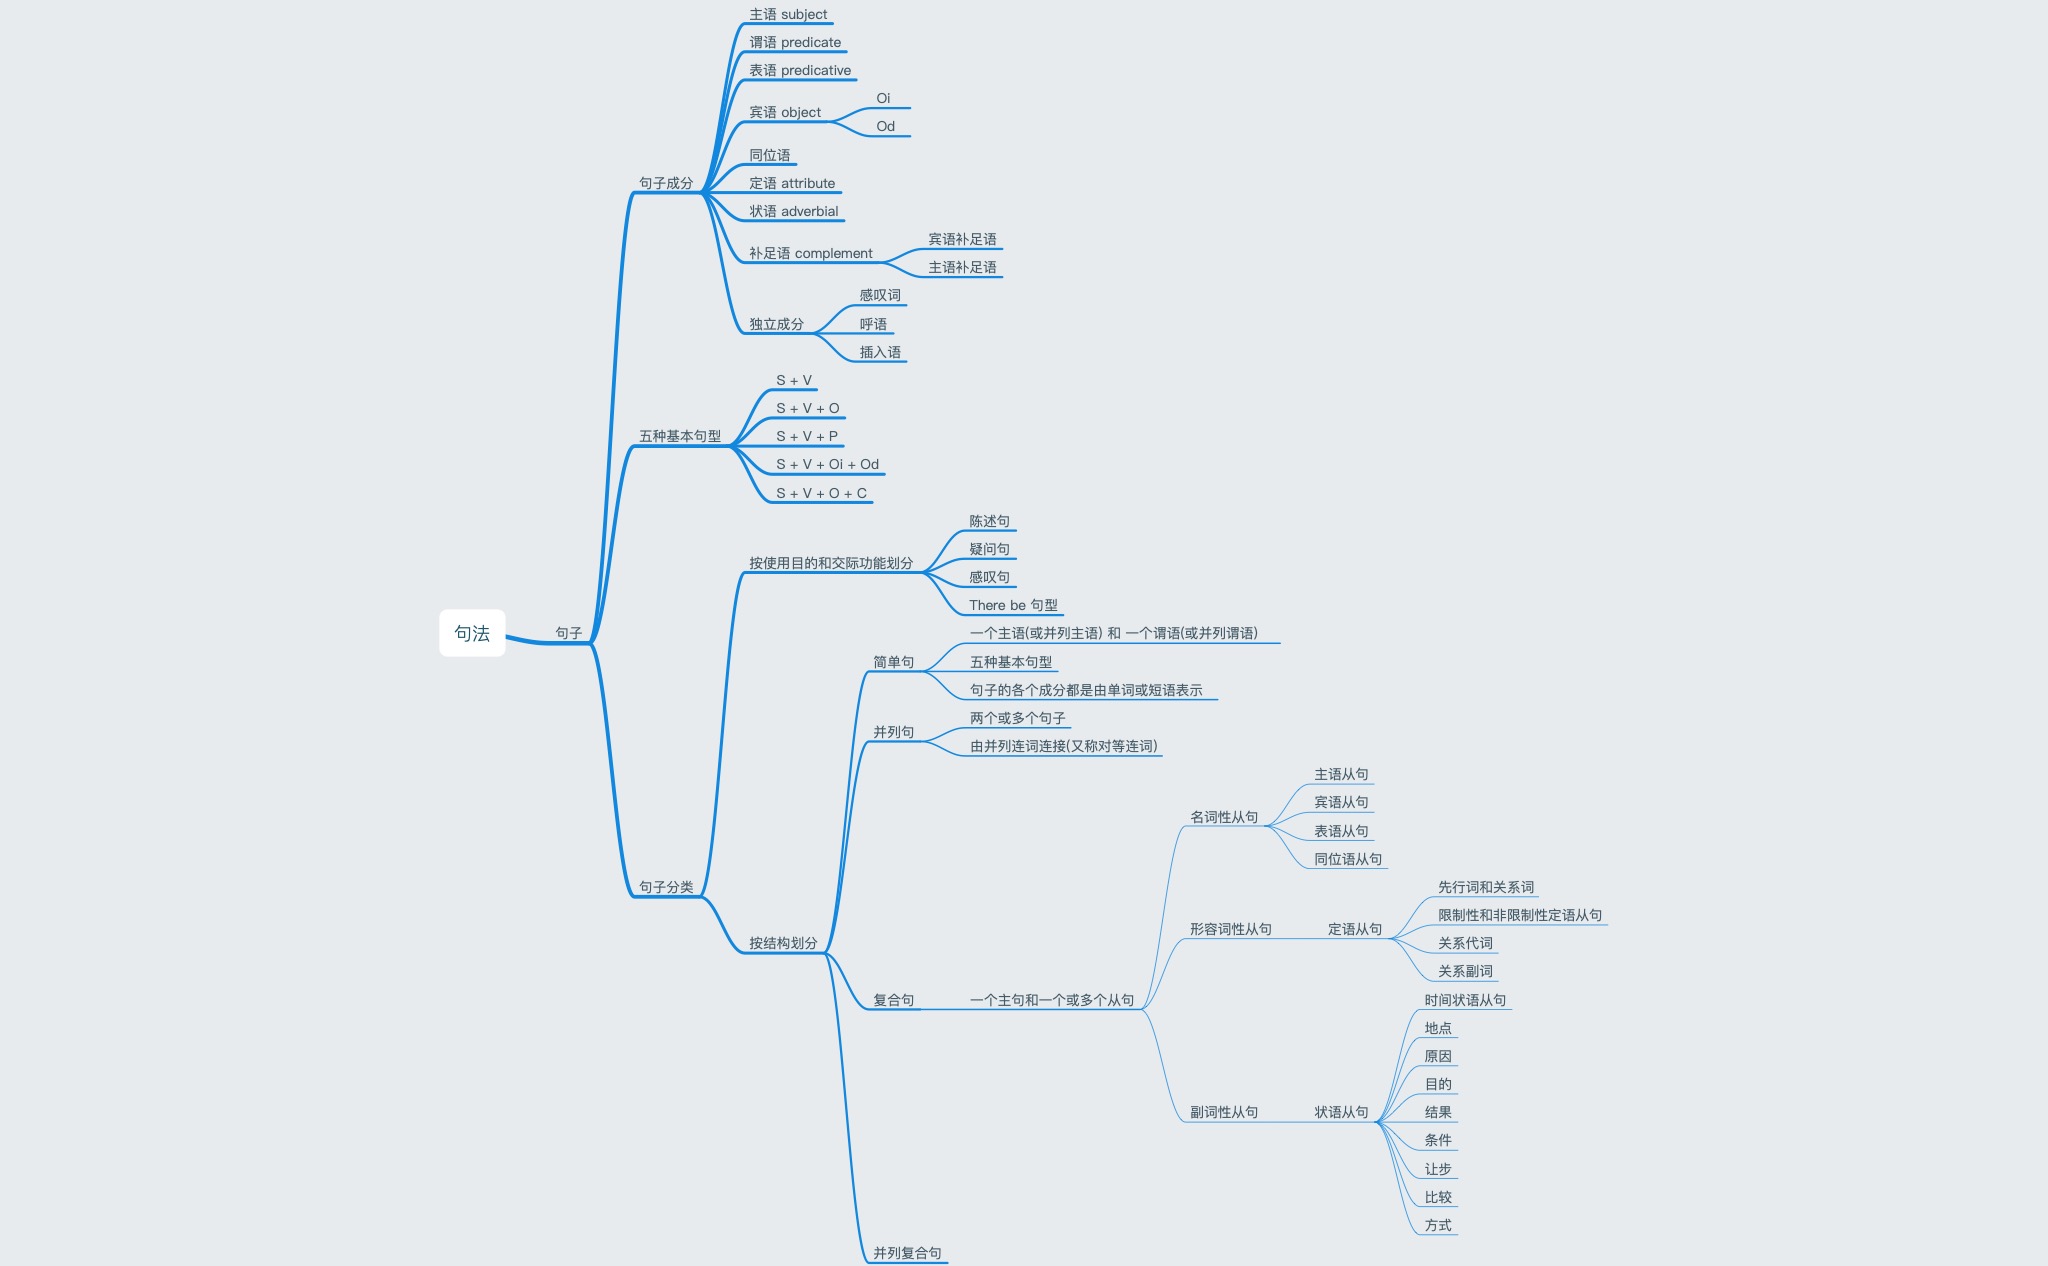 句法
句子
句子成分
主语 subject
谓语 predicate
表语 predicative
宾语 object
Oi
Od
同位语
定语 attribute
状语 adverbial
补足语 complement
宾语补足语
主语补足语
独立成分
感叹词
呼语
插入语
五种基本句型
S + V
S + V + O
S + V + P
S + V + Oi + Od
S + V + O + C
句子分类
按使用目的和交际功能划分
陈述句
疑问句
感叹句
There be 句型
按结构划分
简单句
一个主语(或并列主语) 和 一个谓语(或并列谓语)
五种基本句型
句子的各个成分都是由单词或短语表示
并列句
两个或多个句子
由并列连词连接(又称对等连词)
复合句
一个主句和一个或多个从句
名词性从句
主语从句
宾语从句
表语从句
同位语从句
形容词性从句
定语从句
先行词和关系词
限制性和非限制性定语从句
关系代词
关系副词
副词性从句
状语从句
时间状语从句
地点
原因
目的
结果
条件
让步
比较
方式
并列复合句